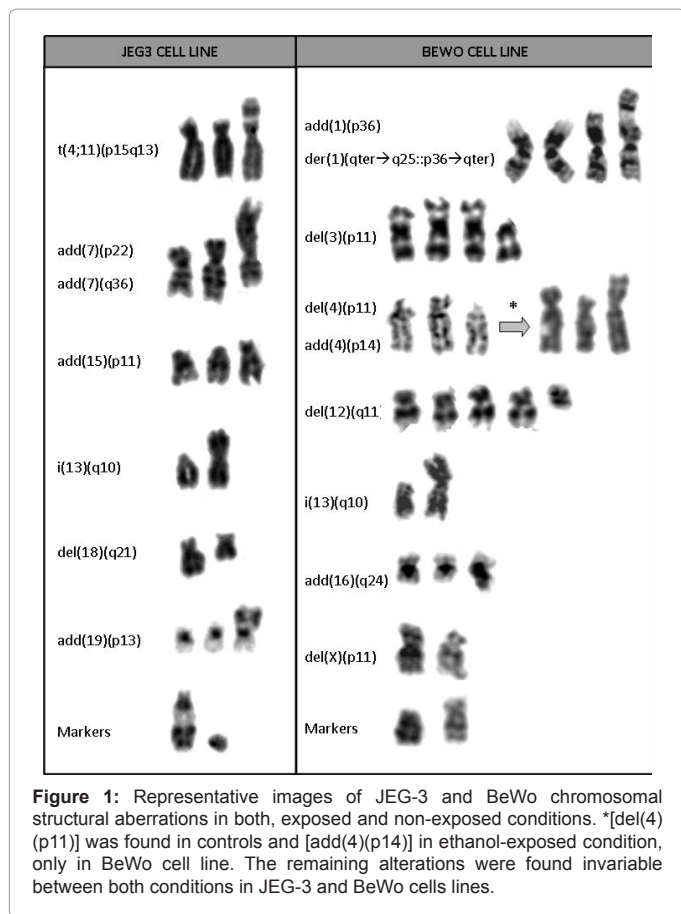 JEG3 CELL LINE
t(4;11)(p15q13)
add(7)(p22)
add(7)(q36)
add(15)(p11)
i(13)(q10)
del(18)(q21)
add(19)(p13)
Markers
BEWO CELL LINE
add(1)(p36)
der(1)(qter→q25::p36→qter)
del(3)(p11)
del(4)(p11)
add(4)(p14)
*
del(12)(q11)
i(13)(q10)
add(16)(q24)
del(X)(p11)
Markers
Figure 1: Representative images of JEG-3 and BeWo chromosomal
structural aberrations in both, exposed and non-exposed conditions. *[del(4)
(p11)] was found in controls and [add(4)(p14)] in ethanol-exposed condition,
only in BeWo cell line. The remaining alterations were found invariable
between both conditions in JEG-3 and BeWo cells lines.